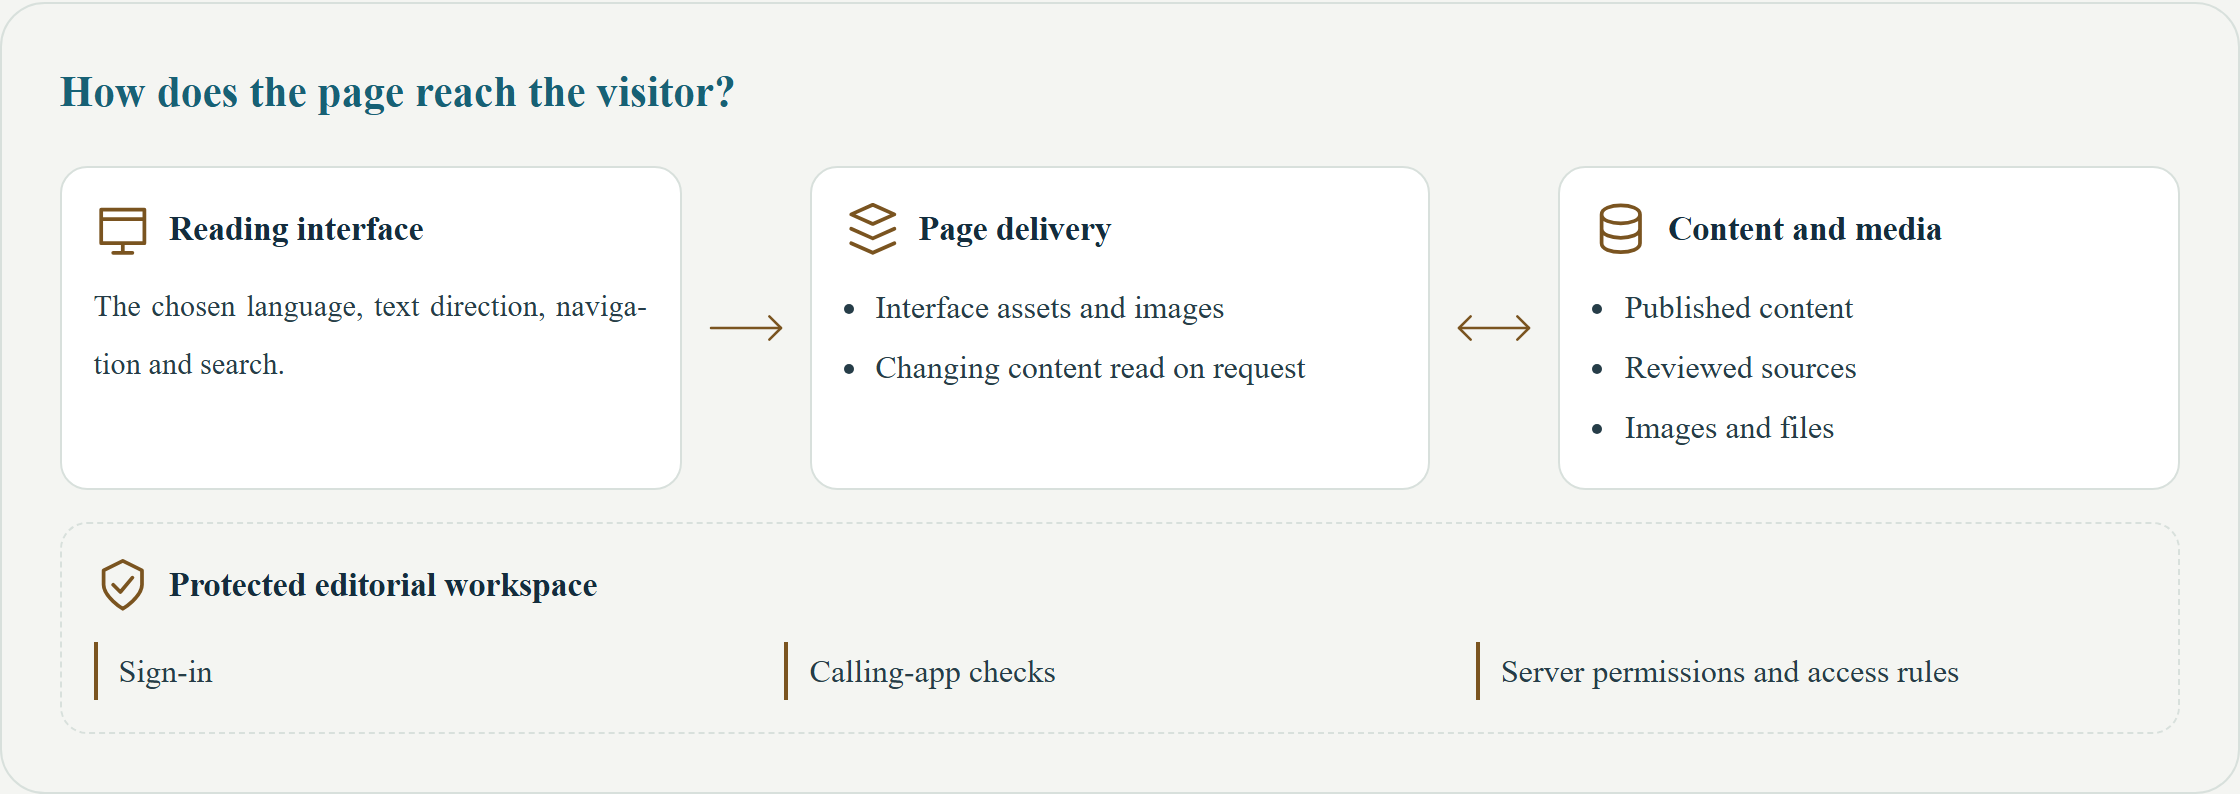 How does the page reach the visitor?
Reading interface
The chosen language, text direction, naviga-
tion and search.
Page delivery
• Interface assets and images
• Changing content read on request
Content and media
• Published content
• Reviewed sources
• Images and files
Protected editorial workspace
Sign-in
Calling-app checks
Server permissions and access rules